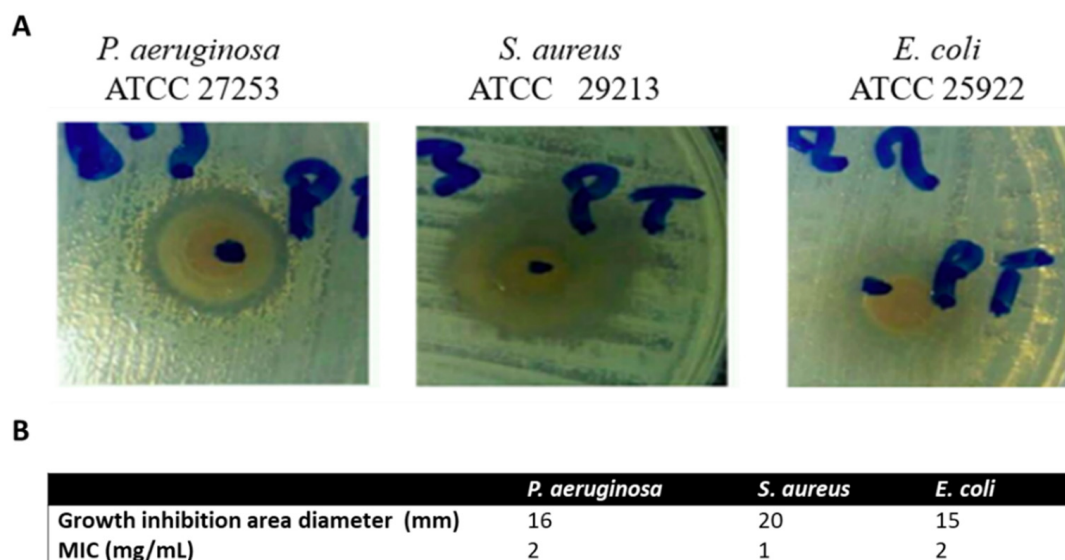 A
P. aeruginosa
ATCC 27253
S. aureus
ATCC 29213
E. coli
ATCC 25922
PT
PT
B
P. aeruginosa S. aureus E. coli
Growth inhibition area diameter (mm) 16 20 15
MIC (mg/mL) 2 1 2